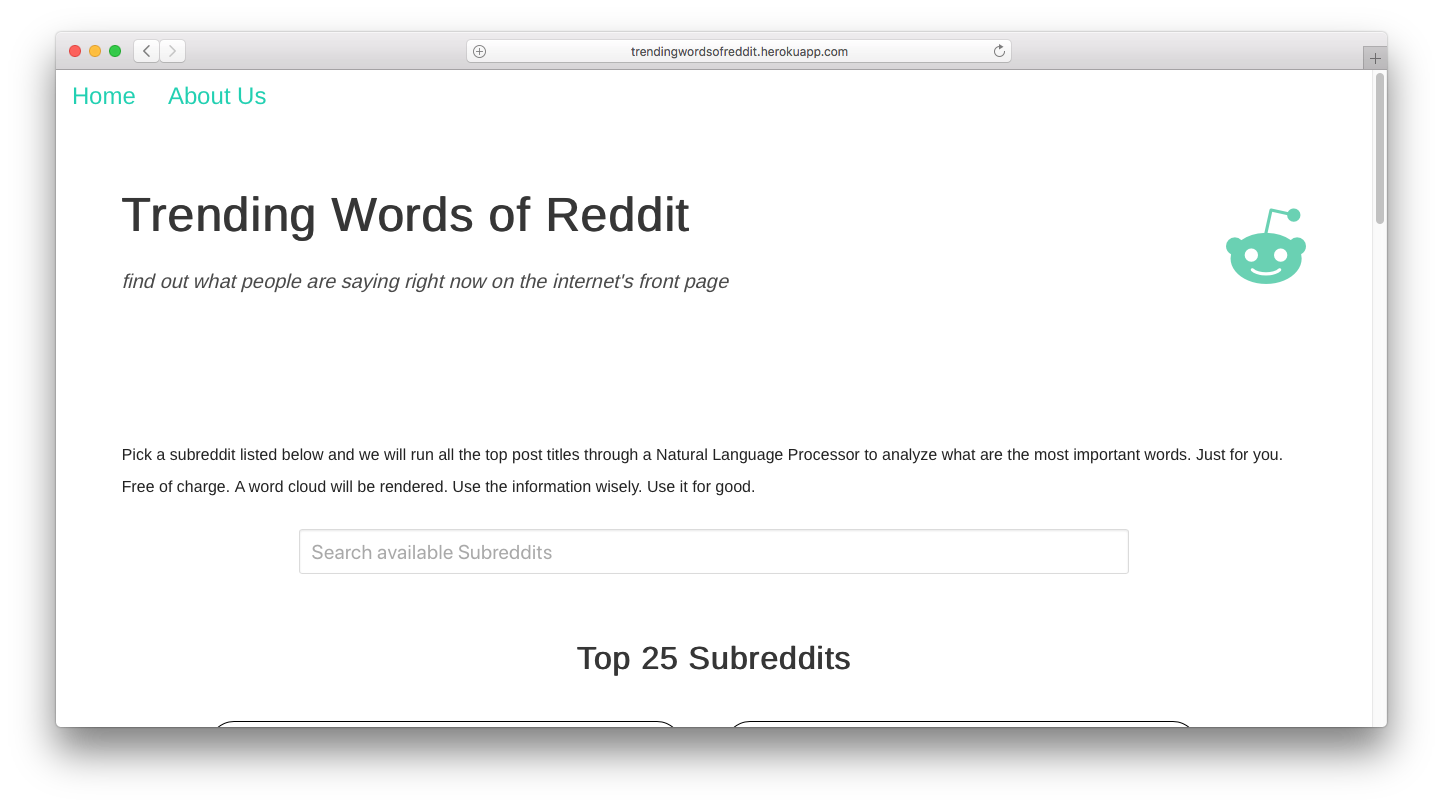 trendingwordsofreddit.herokuapp.com
Home About Us
Trending Words of Reddit
find out what people are saying right now on the internet's front page
Pick a subreddit listed below and we will run all the top post titles through a Natural Language Processor to analyze what are the most important words. Just for you.
Free of charge. A word cloud will be rendered. Use the information wisely. Use it for good.
Search available Subreddits
Top 25 Subreddits